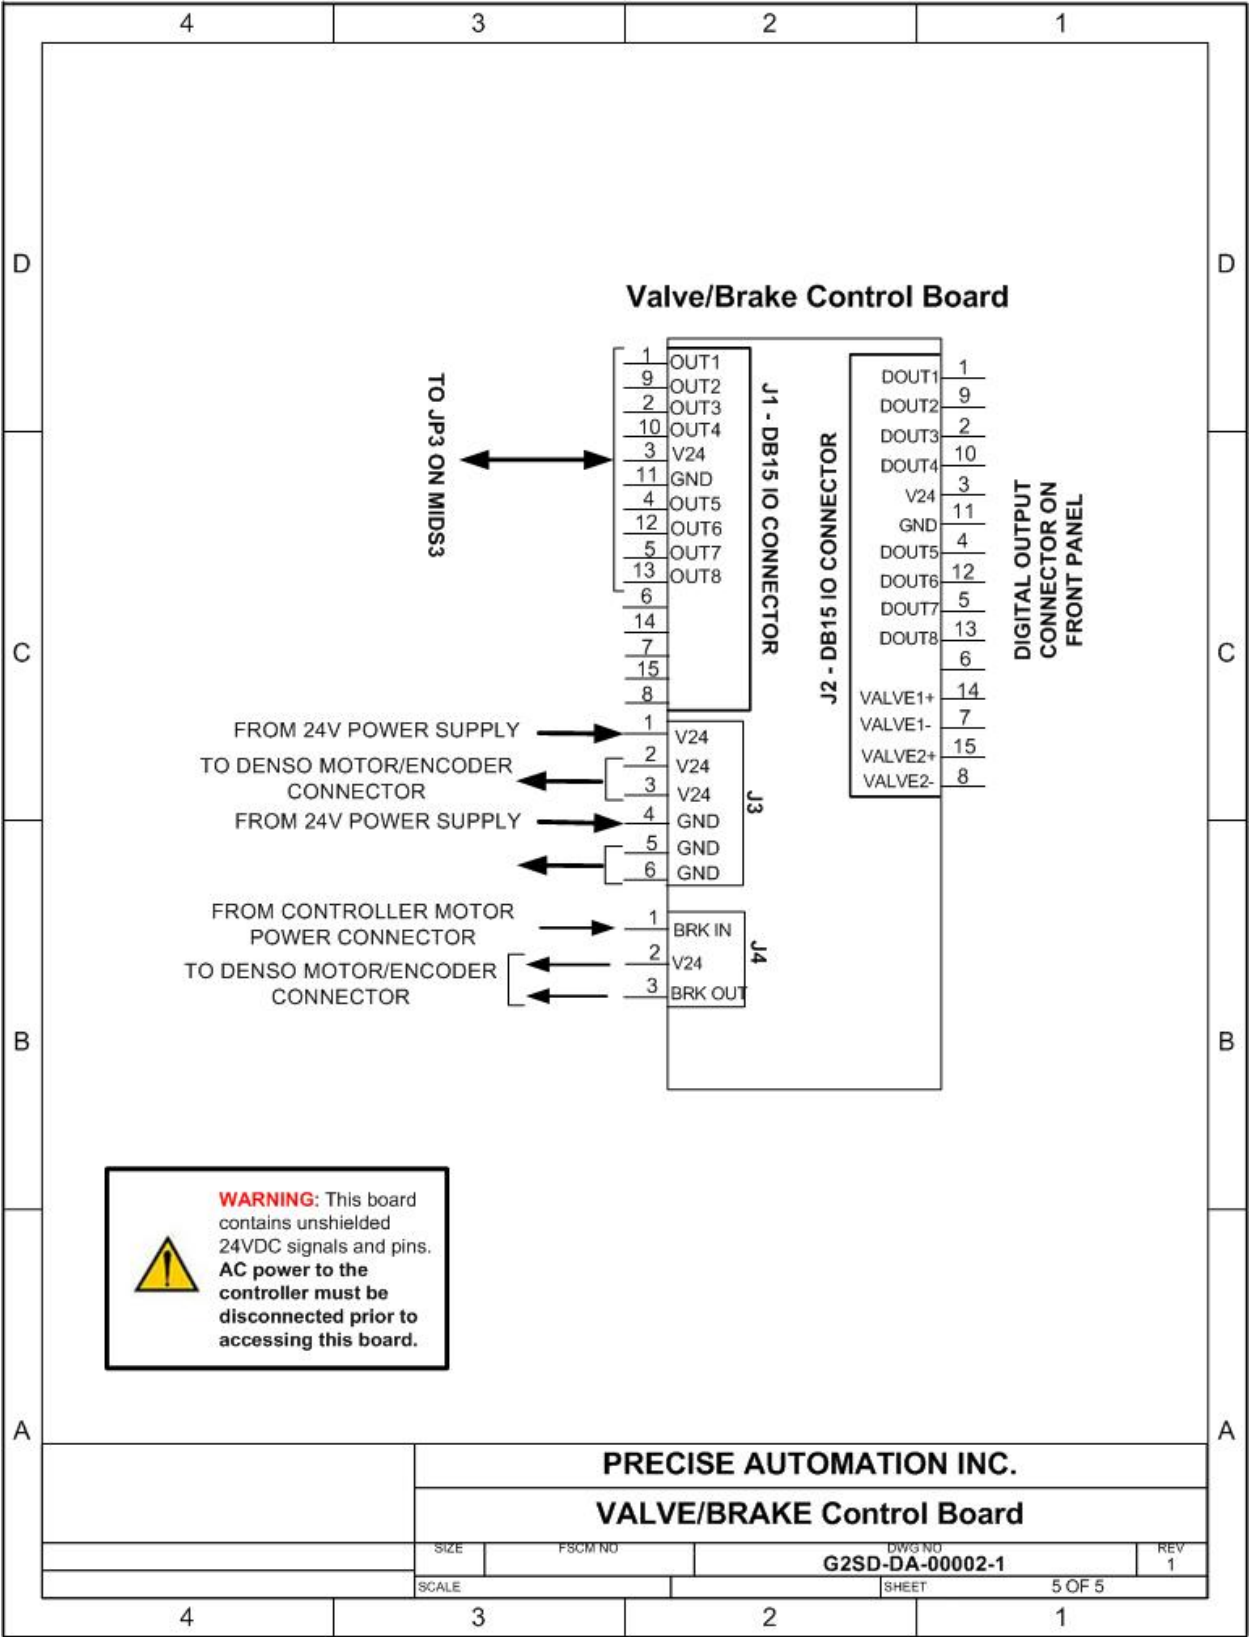 4 3 2 1
D D
Valve/Brake Control Board
TO JP3 ON MIDS3
1 OUT1
9 OUT2
2 OUT3
10 OUT4
3 V24
11 GND
4 OUT5
12 OUT6
5 OUT7
13 OUT8
6
14
7
15
8
J1 - DB15 IO CONNECTOR
J2 - DB15 IO CONNECTOR
DOUT1 1
DOUT2 9
DOUT3 2
DOUT4 10
V24 3
GND 11
DOUT5 4
DOUT6 12
DOUT7 5
DOUT8 13
6
VALVE1+ 14
VALVE1- 7
VALVE2+ 15
VALVE2- 8
DIGITAL OUTPUT
CONNECTOR ON
FRONT PANEL
C C
FROM 24V POWER SUPPLY
1 V24
TO DENSO MOTOR/ENCODER
CONNECTOR
2 V24
3 V24
FROM 24V POWER SUPPLY
4 GND
5 GND
6 GND
J3
FROM CONTROLLER MOTOR
POWER CONNECTOR
1 BRK IN
TO DENSO MOTOR/ENCODER
CONNECTOR
2 V24
3 BRK OUT
J4
B B
WARNING: This board
contains unshielded
24VDC signals and pins.
AC power to the
controller must be
disconnected prior to
accessing this board.
A A
PRECISE AUTOMATION INC.
VALVE/BRAKE Control Board
SIZE FSCM NO DWG NO REV
G2SD-DA-00002-1 1
SCALE SHEET 5 OF 5
4 3 2 1